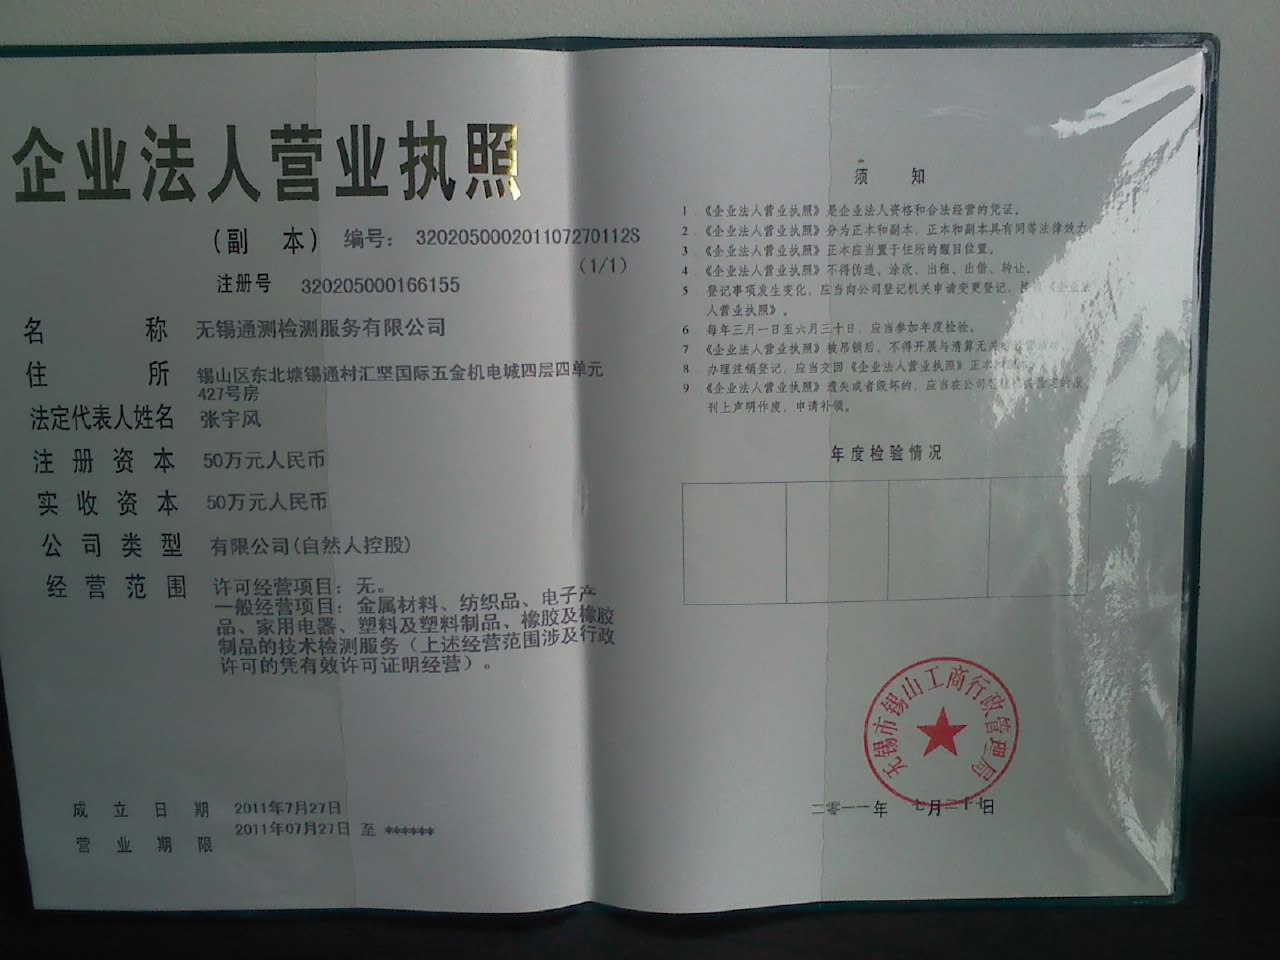 企业法人营业执照
(副 本) 编号: 320205000201107270112S
(1/1)
注册号 320205000166155
名 称 无锡通测检测服务有限公司
住 所 锡山区东北塘锡通村汇坚国际五金机电城四层四单元
427号房
法定代表人姓名 张宇风
注 册 资 本 50万元人民币
实 收 资 本 50万元人民币
公 司 类 型 有限公司(自然人控股)
经 营 范 围 许可经营项目: 无。
一般经营项目: 金属材料、纺织品、电子产
品、家用电器、塑料及塑料制品、橡胶及橡胶
制品的技术检测服务(上述经营范围涉及行政
许可的凭有效许可证明经营)。
成 立 日 期 2011年7月27日
2011年07月27日 至 ******
营 业 期 限
须 知
1 《企业法人营业执照》是企业法人资格和合法经营的凭证。
2 《企业法人营业执照》分为正本和副本,正本和副本具有同等法律效力
3 《企业法人营业执照》正本应当置于住所的醒目位置。
4 《企业法人营业执照》不得伪造、涂改、出租、出借、转让。
5 登记事项发生变化,应当向公司登记机关申请变更登记,《企业
人营业执照》。
6 每年三月一日至六月三十日,应当参加年度检验。
7 《企业法人营业执照》被吊销后,不得开展与清算无关
8 办理注销登记,应当交回《企业法人营业执照》正本
9 《企业法人营业执照》遗失或者毁坏的,应当在公司
刊上声明作废,申请补领。
年度检验情况
无锡市锡山工商行政管理局
二零一一年 七月二十七日